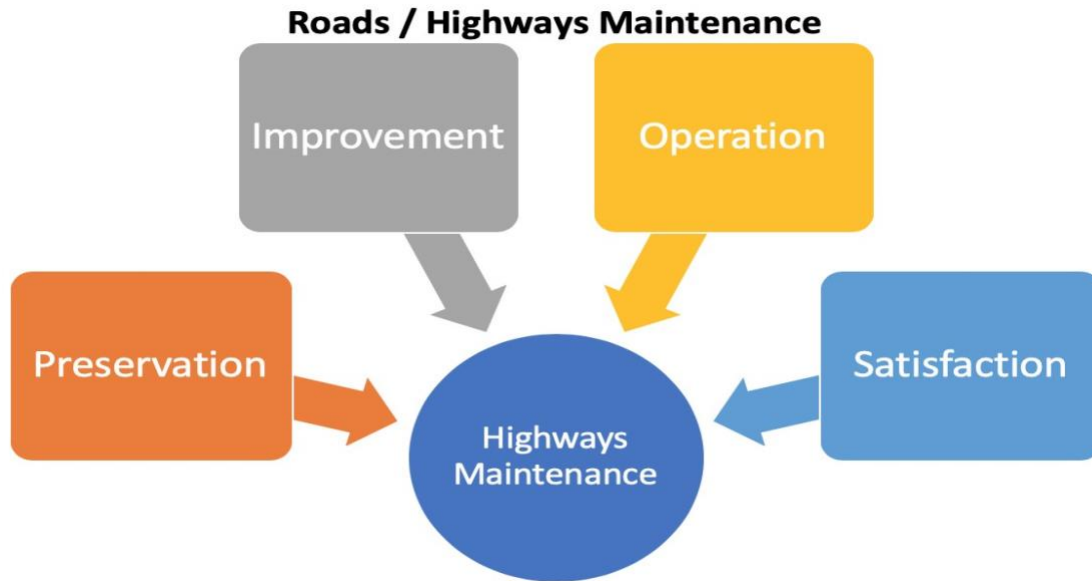 Roads / Highways Maintenance
Improvement
Operation
Preservation
Satisfaction
Highways
Maintenance